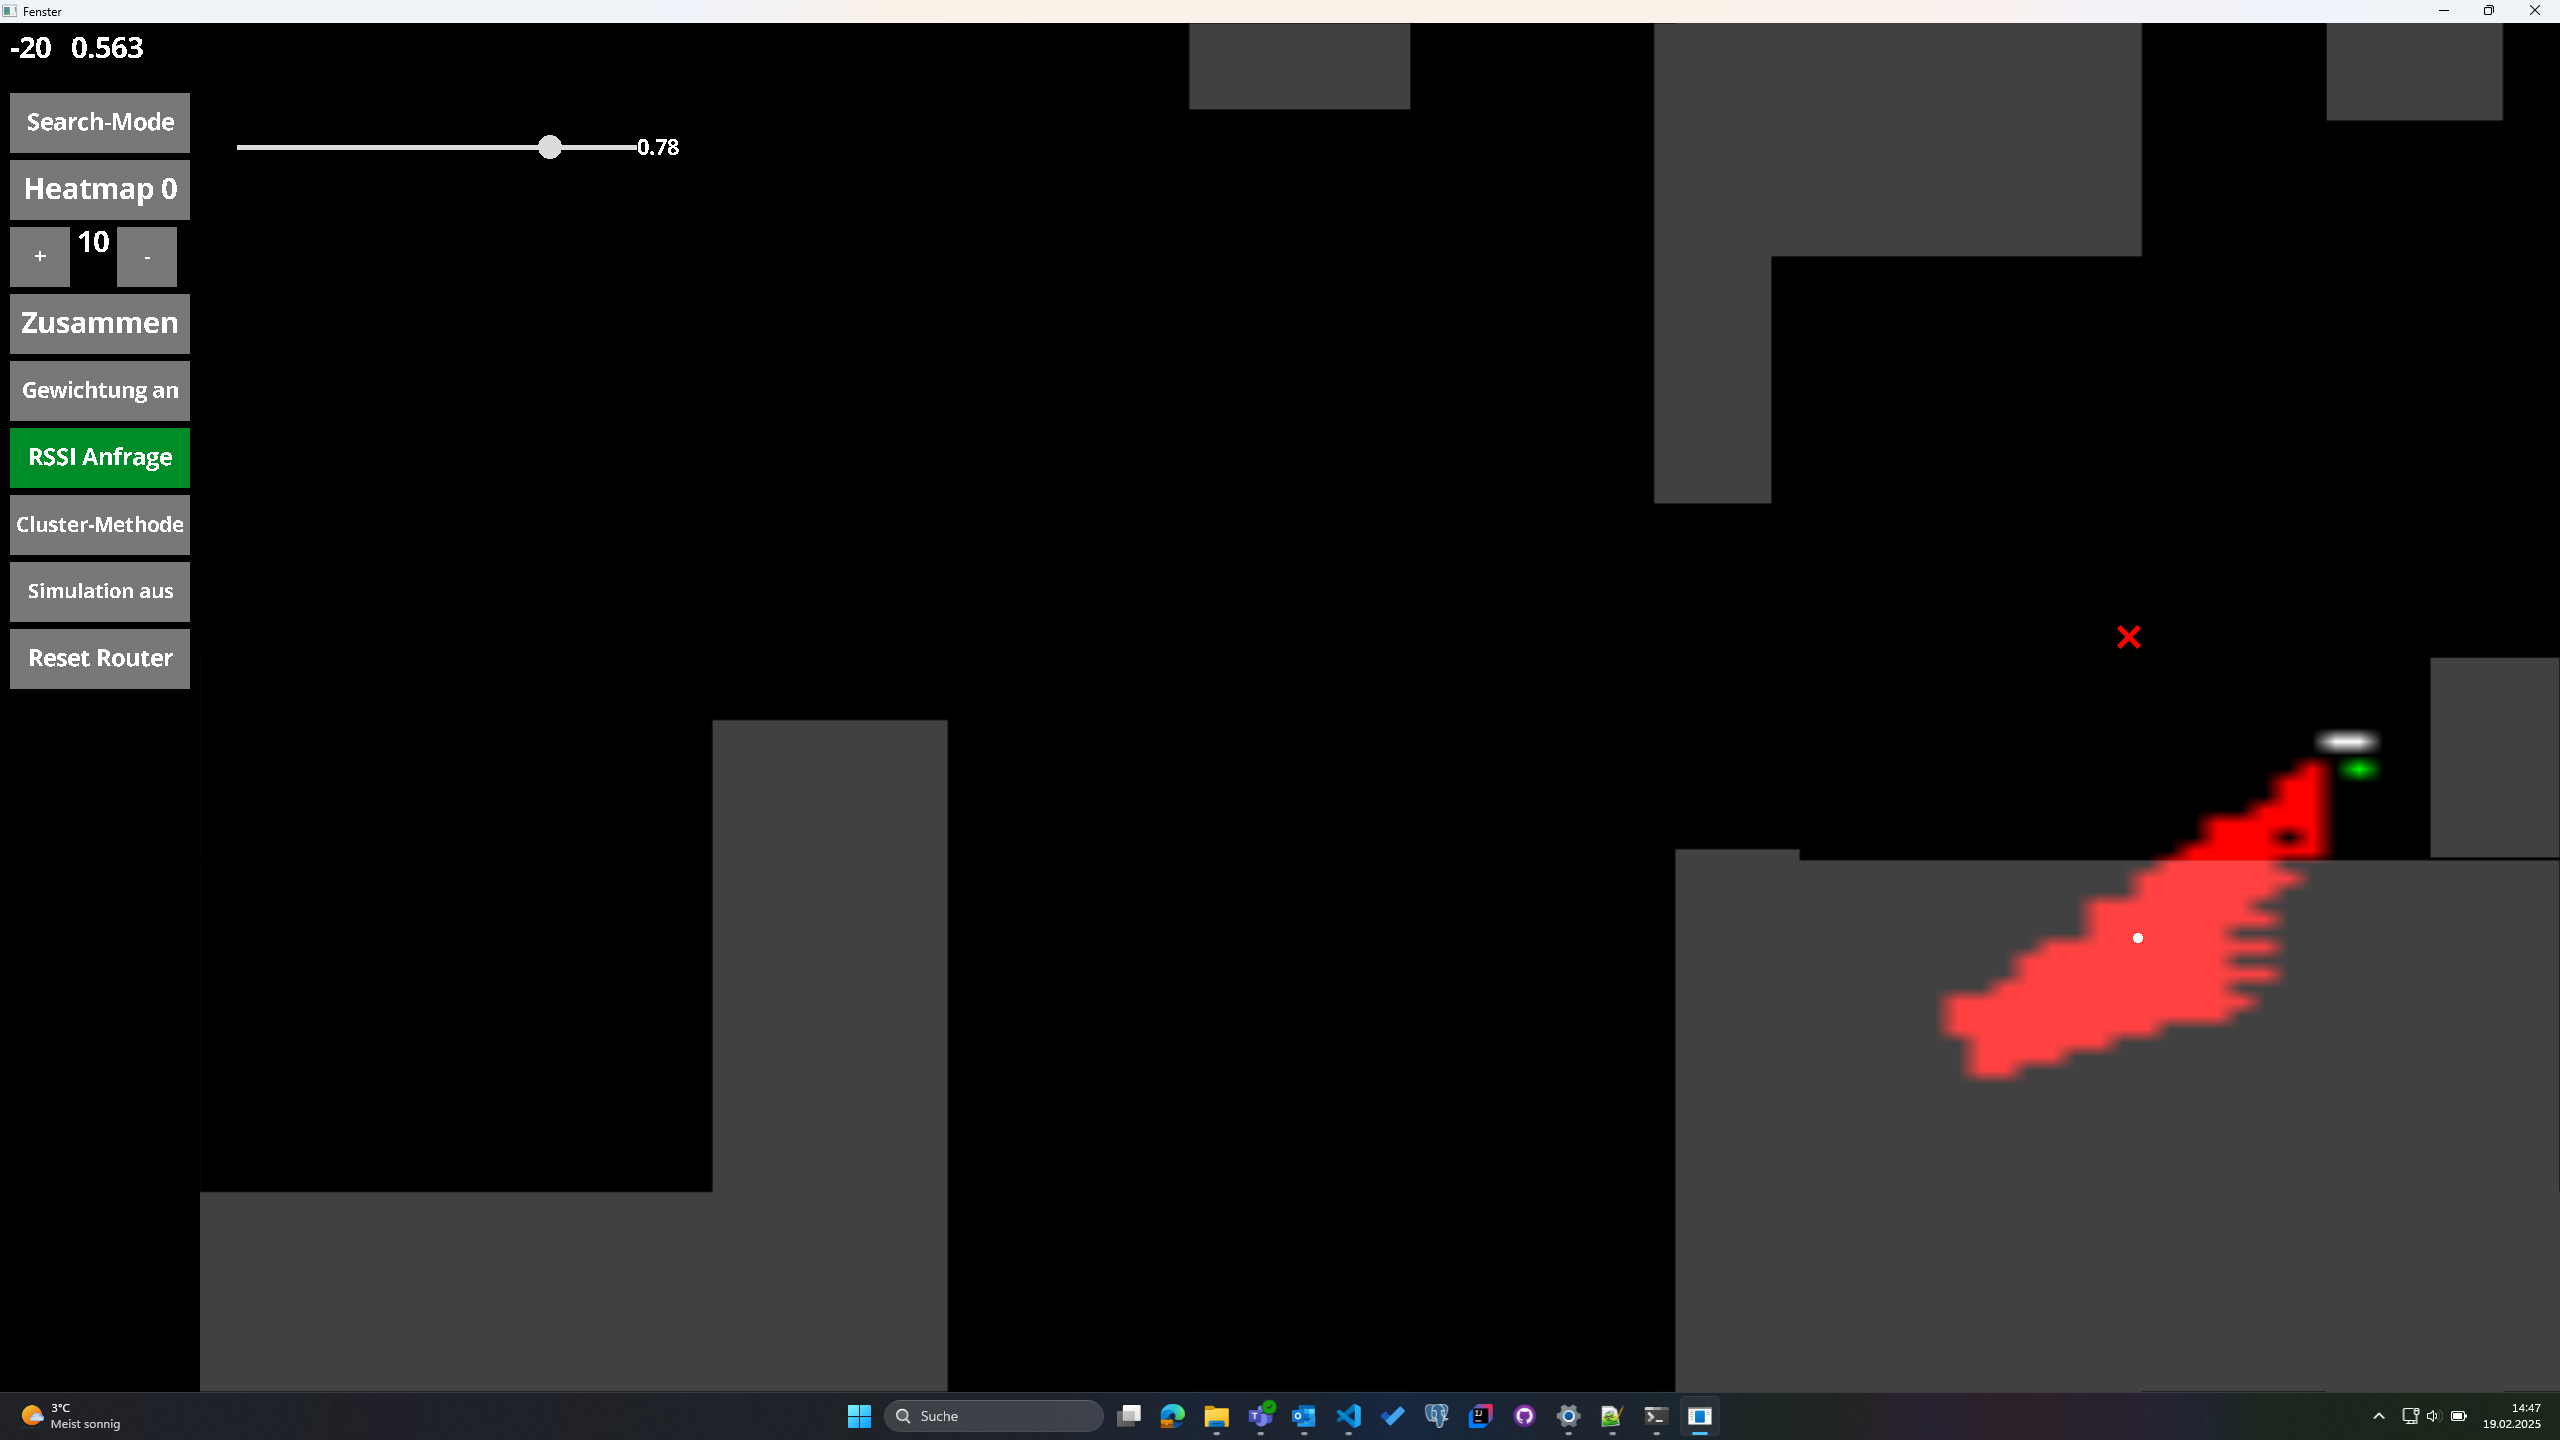 Fenster
-20 0.563
Search-Mode
0.78
Heatmap 0
+ 10 -
Zusammen
Gewichtung an
RSSI Anfrage
Cluster-Methode
Simulation aus
Reset Router
3°C
Meist sonnig
Suche
14:47
19.02.2025